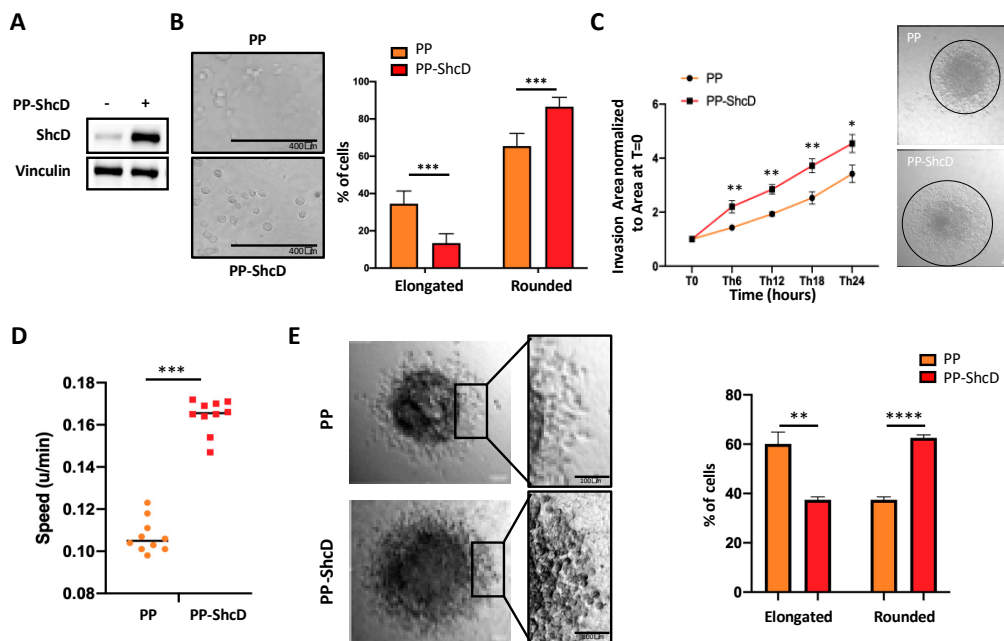 A
PP-ShcD - +
ShcD
Vinculin
B
PP
400□m
400□m
PP-ShcD
PP
PP-ShcD
% of cells
100
80
60
40
20
0
***
***
Elongated
Rounded
C
PP
PP-ShcD
Invasion Area normalized
to Area at T=0
6
4
2
0
**
**
**
*
T0 Th6 Th12 Th18 Th24
Time (hours)
PP
PP-ShcD
D
Speed (u/min)
0.18
0.16
0.14
0.12
0.10
0.08
***
PP PP-ShcD
E
PP
PP-ShcD
100□m
PP
PP-ShcD
% of cells
80
60
40
20
0
**
****
Elongated
Rounded